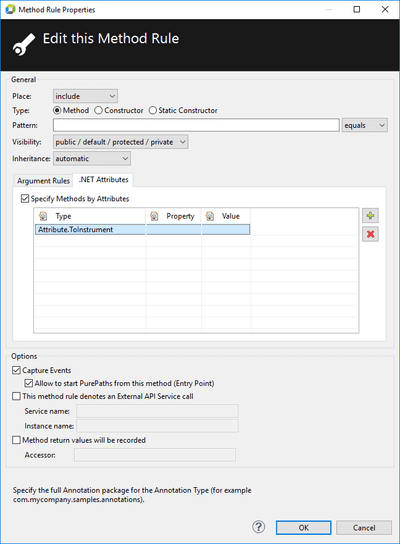 Method Rule Properties
Edit this Method Rule
General
Place: include
Type: Method Constructor Static Constructor
Pattern: equals
Visibility: public / default / protected / private
Inheritance: automatic
Argument Rules .NET Attributes
Specify Methods by Attributes
Type Property Value
Attribute.ToInstrument
Options
Capture Events
Allow to start PurePaths from this method (Entry Point)
This method rule denotes an External API Service call
Service name:
Instance name:
Method return values will be recorded
Accessor:
Specify the full Annotation package for the Annotation Type (for example
com.mycompany.samples.annotations).
? OK Cancel